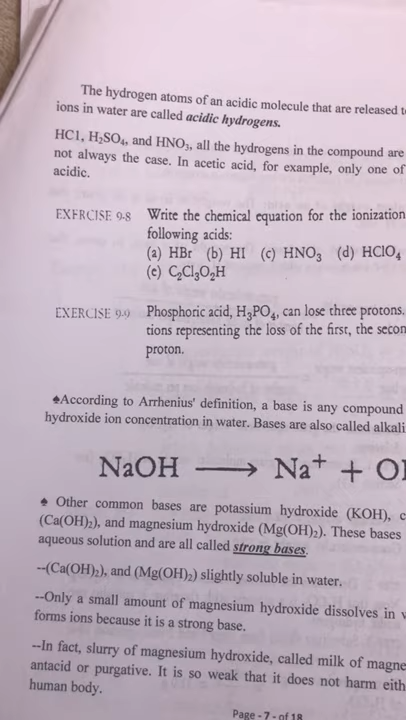 The hydrogen atoms of an acidic molecule that are released
ions in water are called acidic hydrogens.
HC1, H₂SO₄, and HNO₃, all the hydrogens in the compound are
not always the case. In acetic acid, for example, only one of
acidic.
EXERCISE 9-8 Write the chemical equation for the ionization
following acids:
(a) HBr (b) HI (c) HNO₃ (d) HClO₄
(e) C₂Cl₃O₂H
EXERCISE 9-9 Phosphoric acid, H₃PO₄, can lose three protons.
tions representing the loss of the first, the secon
proton.
♠According to Arrhenius' definition, a base is any compound
hydroxide ion concentration in water. Bases are also called alkali
NaOH ⟶ Na⁺ + O
♠ Other common bases are potassium hydroxide (KOH), c
(Ca(OH)₂), and magnesium hydroxide (Mg(OH)₂). These bases
aqueous solution and are all called strong bases.
--(Ca(OH)₂), and (Mg(OH)₂) slightly soluble in water.
--Only a small amount of magnesium hydroxide dissolves in
forms ions because it is a strong base.
--In fact, slurry of magnesium hydroxide, called milk of magne
antacid or purgative. It is so weak that it does not harm eith
human body.
Page - 7 - of 18